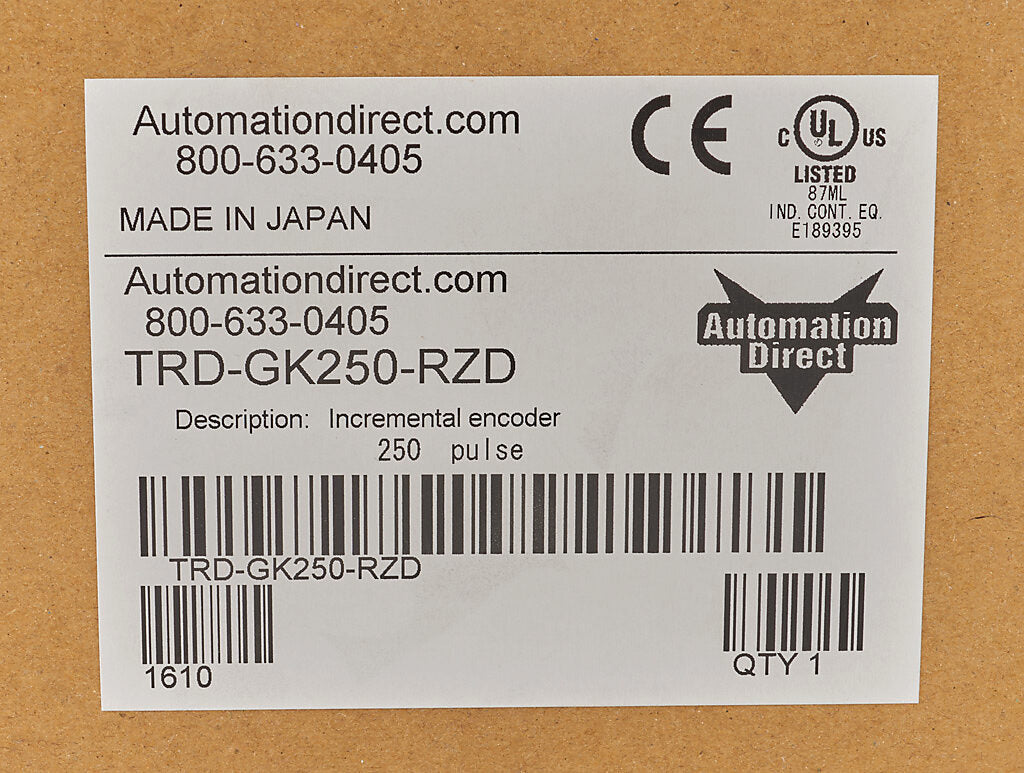 Automationdirect.com
800-633-0405
MADE IN JAPAN
CE
C UL US
LISTED
87ML
IND. CONT. EQ.
E189395
Automationdirect.com
800-633-0405
TRD-GK250-RZD
Automation
Direct
Description: Incremental encoder
250 pulse
TRD-GK250-RZD
1610
QTY 1